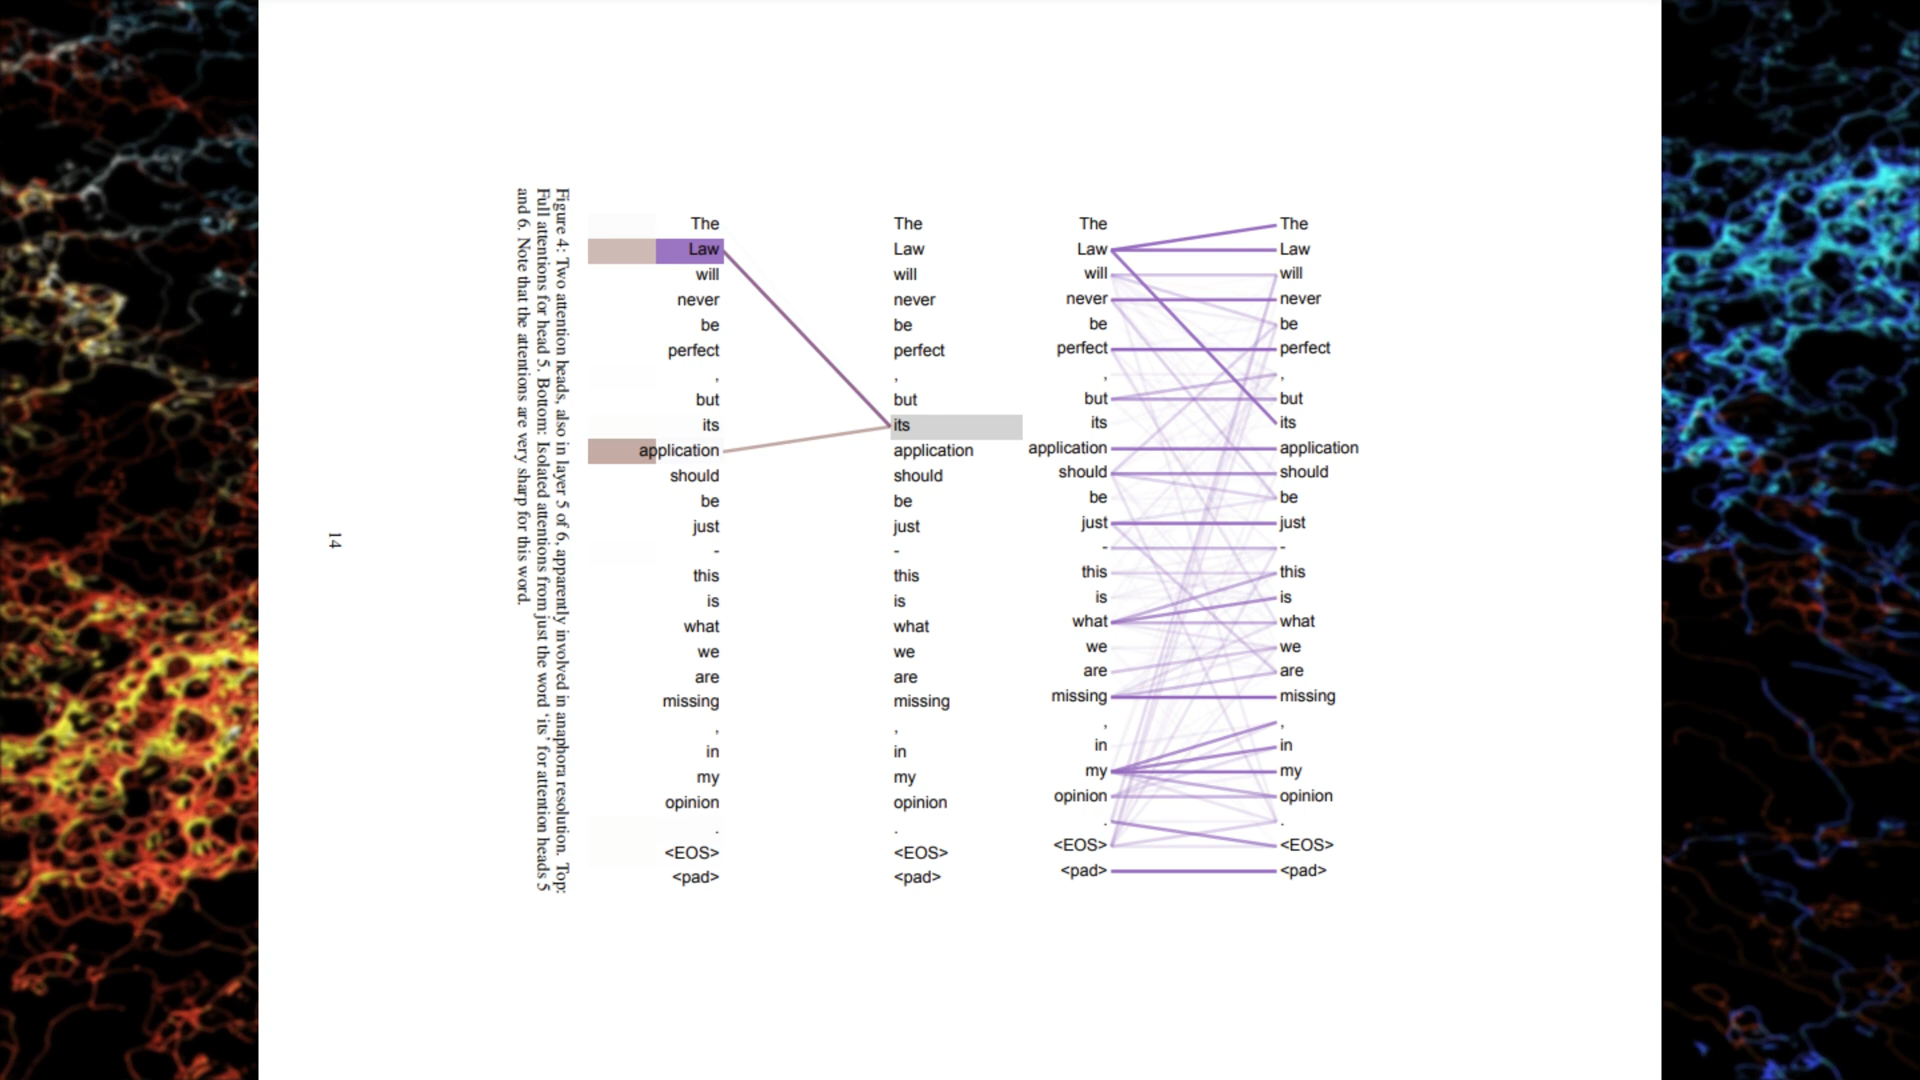 Figure 4: Two attention heads, also in layer 5 of 6, apparently involved in anaphora resolution. Top:
Full attentions for head 5. Bottom: Isolated attentions from just the word ‘its’ for attention heads 5
and 6. Note that the attentions are very sharp for this word.
14
The
Law
will
never
be
perfect
,
but
its
application
should
be
just
-
this
is
what
we
are
missing
,
in
my
opinion
.
<EOS>
<pad>
The
Law
will
never
be
perfect
,
but
its
application
should
be
just
-
this
is
what
we
are
missing
,
in
my
opinion
.
<EOS>
<pad>
The
Law
will
never
be
perfect
,
but
its
application
should
be
just
-
this
is
what
we
are
missing
,
in
my
opinion
.
<EOS>
<pad>
The
Law
will
never
be
perfect
,
but
its
application
should
be
just
-
this
is
what
we
are
missing
,
in
my
opinion
.
<EOS>
<pad>